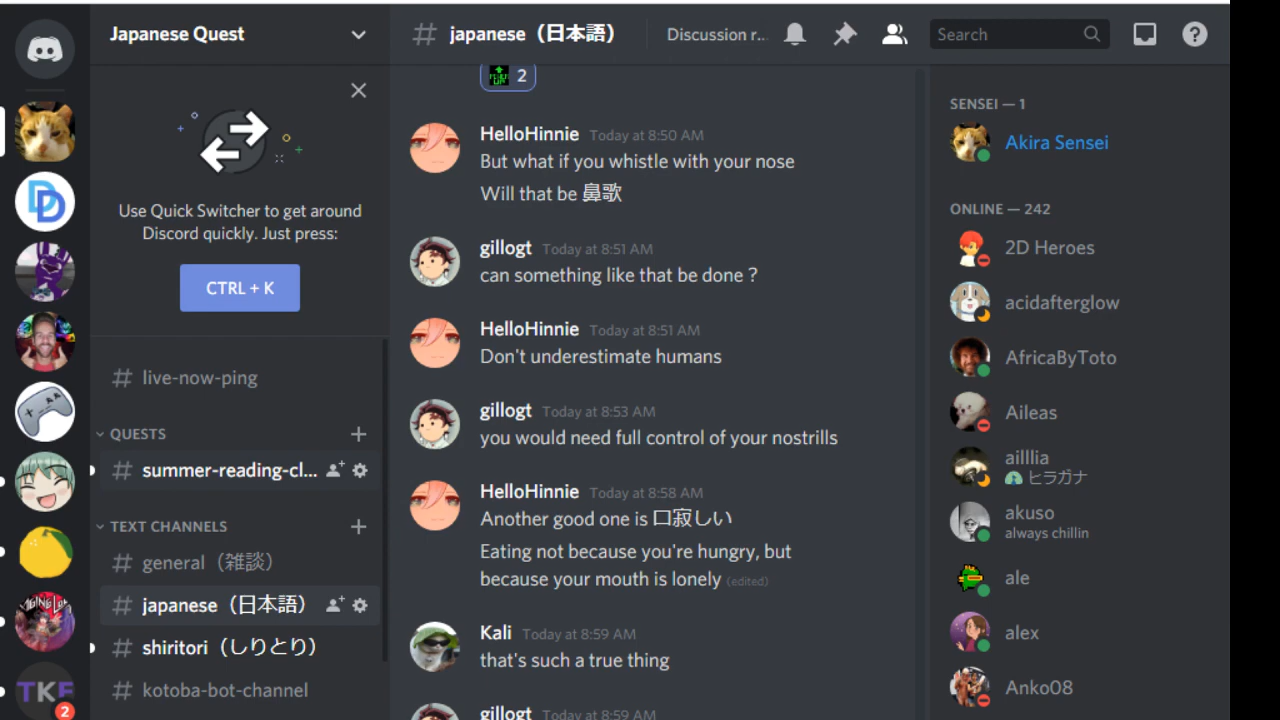 Japanese Quest
Use Quick Switcher to get around
Discord quickly. Just press:
CTRL + K
# live-now-ping
QUESTS
# summer-reading-cl...
TEXT CHANNELS
# general（雑談）
# japanese（日本語）
# shiritori（しりとり）
# kotoba-bot-channel
TKF
2
# japanese（日本語）
Discussion r...
Search
2
HelloHinnie Today at 8:50 AM
But what if you whistle with your nose
Will that be 鼻歌
gillogt Today at 8:51 AM
can something like that be done ?
HelloHinnie Today at 8:51 AM
Don't underestimate humans
gillogt Today at 8:53 AM
you would need full control of your nostrills
HelloHinnie Today at 8:58 AM
Another good one is 口寂しい
Eating not because you're hungry, but
because your mouth is lonely (edited)
Kali Today at 8:59 AM
that's such a true thing
gillogt Today at 8:59 AM
SENSEI — 1
Akira Sensei
ONLINE — 242
2D Heroes
acidafterglow
AfricaByToto
Aileas
ailllia
ヒラガナ
akuso
always chillin
ale
alex
Anko08